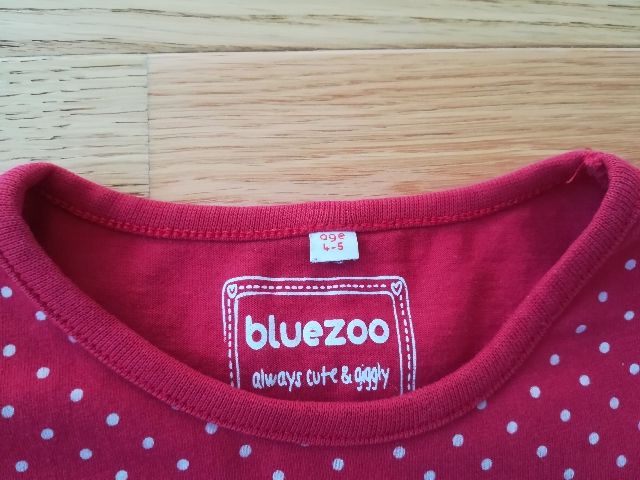 age
4-5
bluezoo
always cute & giggly